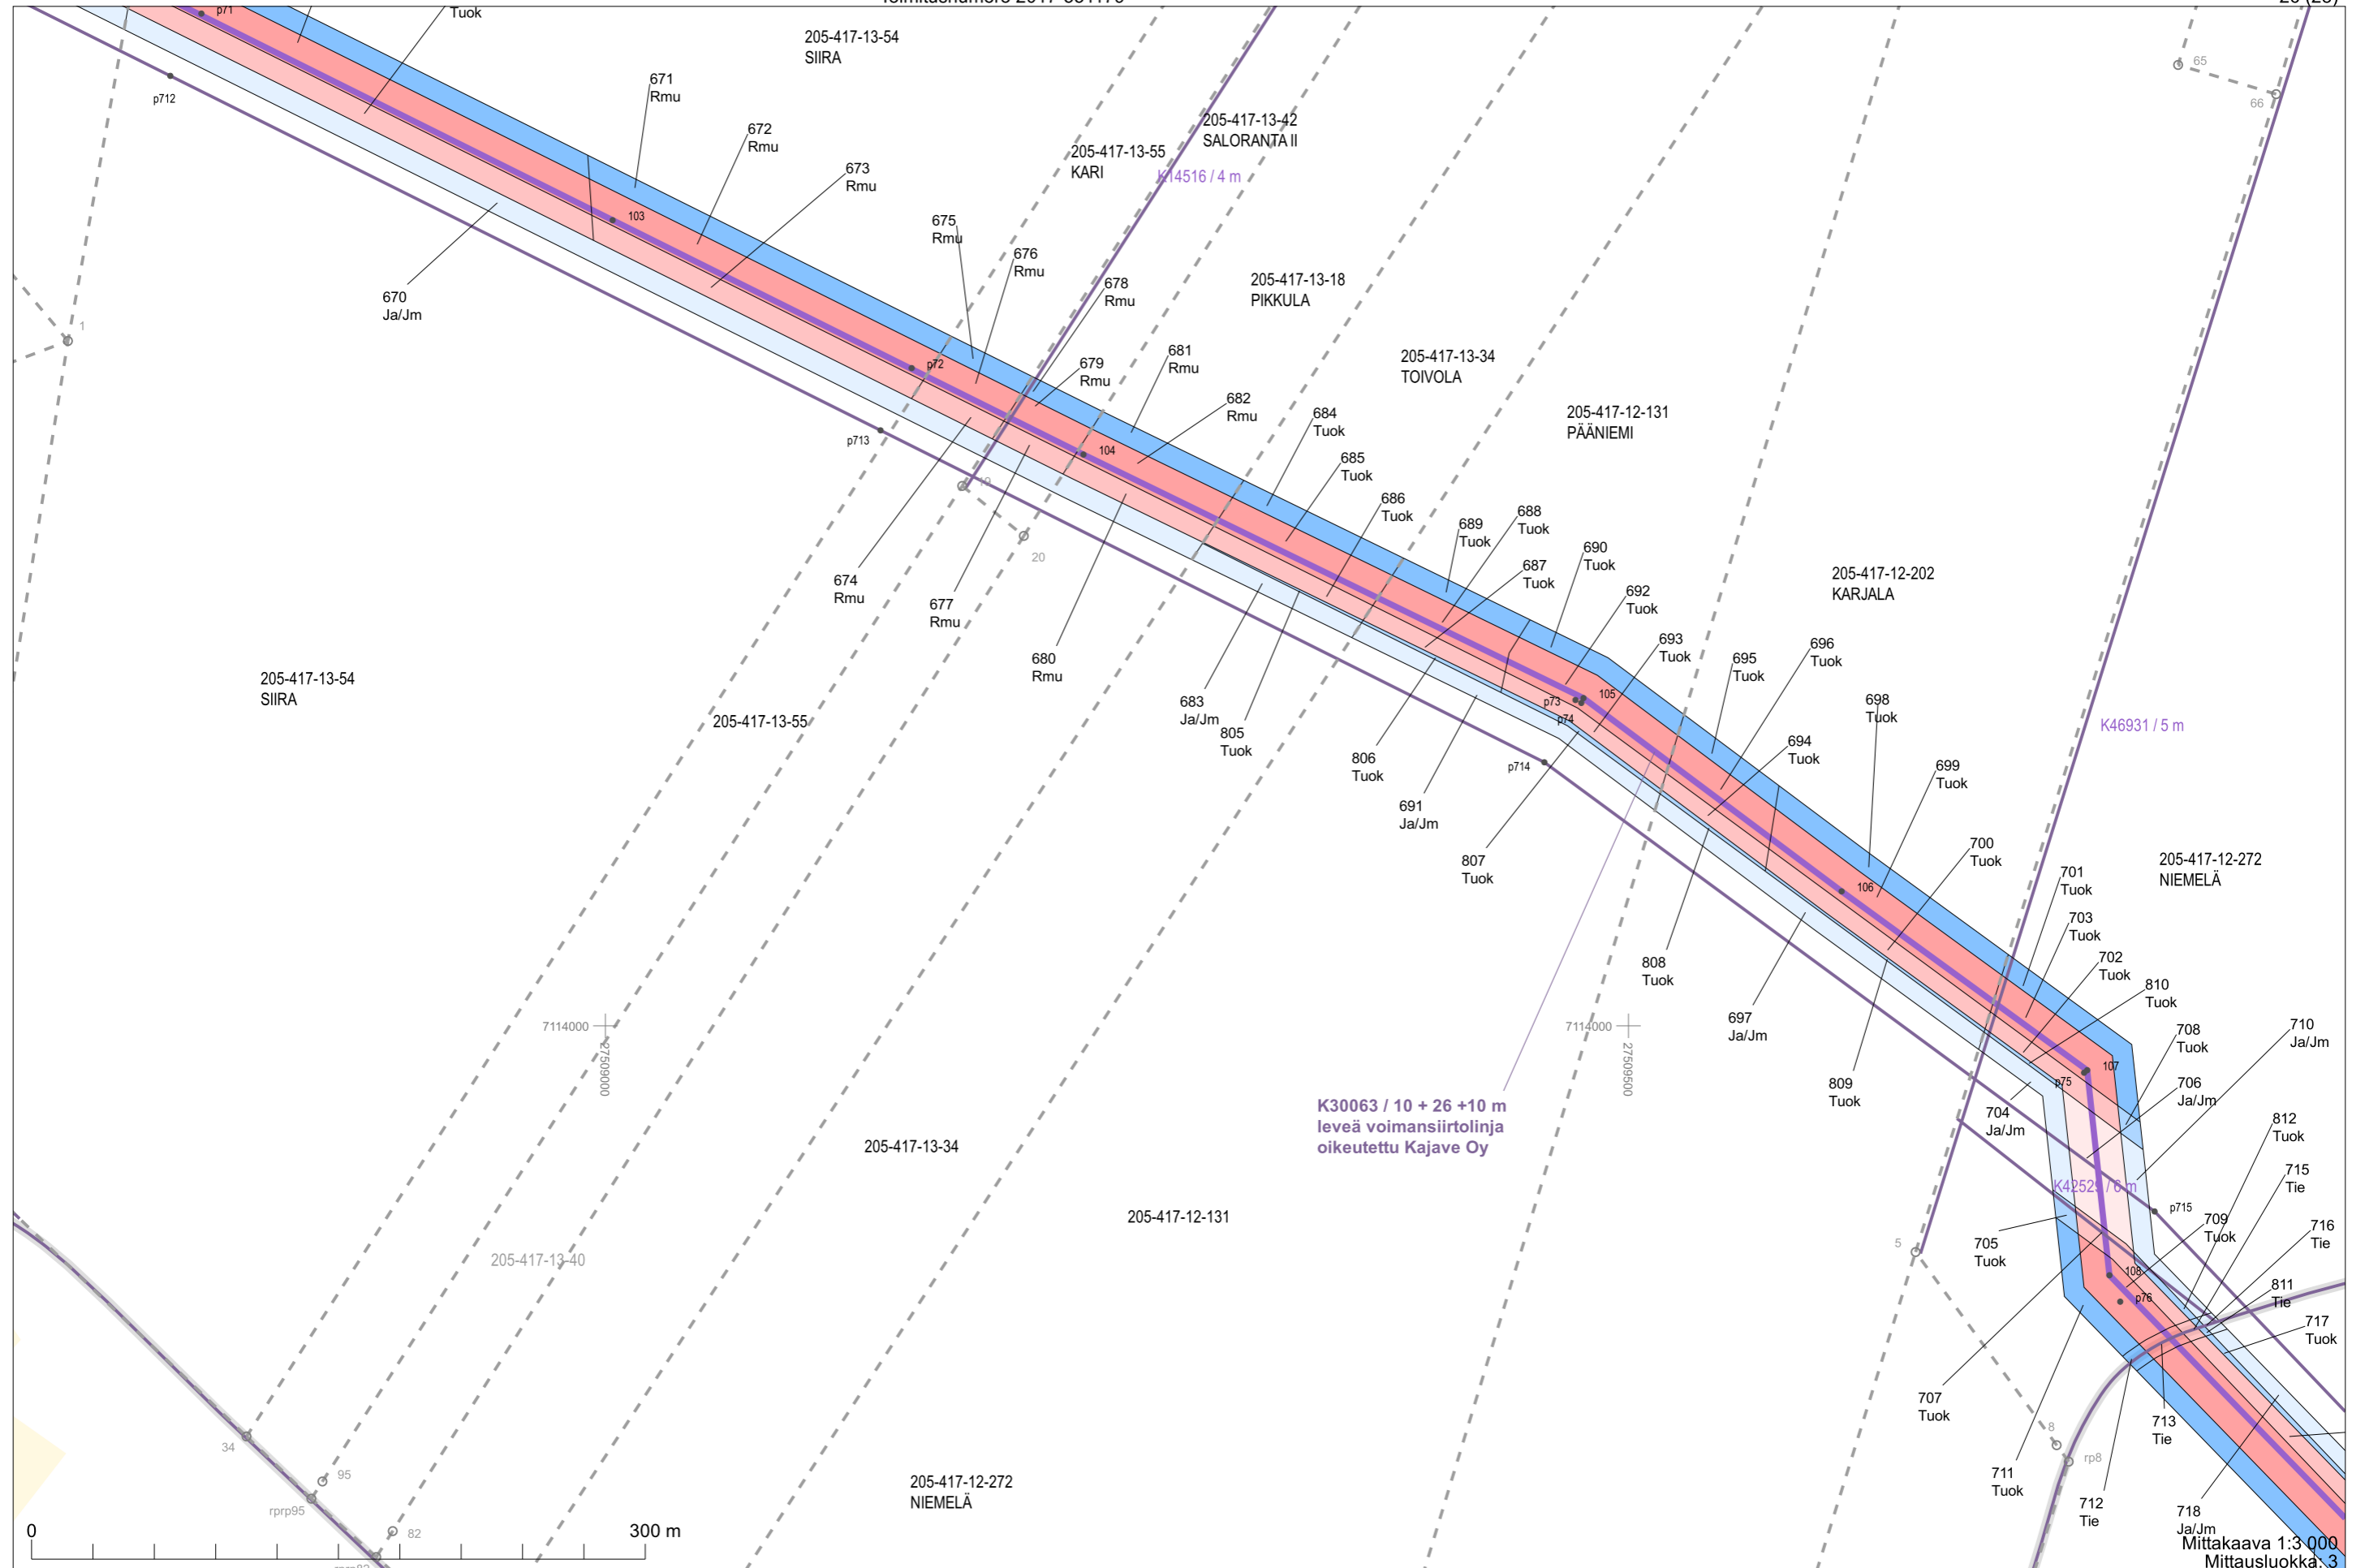 p71
Tuok
205-417-13-54
SIIRA
65
66
p712
671
Rmu
672
Rmu
673
Rmu
205-417-13-42
SALORANTA II
205-417-13-55
KARI
K14516 / 4 m
103
675
Rmu
676
Rmu
678
Rmu
205-417-13-18
PIKKULA
670
Ja/Jm
1
p72
679
Rmu
681
Rmu
205-417-13-34
TOIVOLA
682
Rmu
684
Tuok
205-417-12-131
PÄÄNIEMI
p713
104
685
Tuok
19
686
Tuok
689
Tuok
688
Tuok
20
690
Tuok
687
Tuok
674
Rmu
677
Rmu
692
Tuok
205-417-12-202
KARJALA
680
Rmu
693
Tuok
696
Tuok
695
Tuok
205-417-13-54
SIIRA
683
Ja/Jm
105
p73
p74
698
Tuok
205-417-13-55
805
Tuok
694
Tuok
K46931 / 5 m
806
Tuok
p714
699
Tuok
691
Ja/Jm
807
Tuok
700
Tuok
205-417-12-272
NIEMELÄ
106
701
Tuok
703
Tuok
808
Tuok
702
Tuok
810
Tuok
697
Ja/Jm
7114000
27509000
7114000
27509500
708
Tuok
710
Ja/Jm
107
p75
809
Tuok
706
Ja/Jm
704
Ja/Jm
K30063 / 10 + 26 +10 m
leveä voimansiirtolinja
oikeutettu Kajave Oy
812
Tuok
205-417-13-34
715
Tie
K42529 / 6 m
p715
205-417-12-131
709
Tuok
716
Tie
705
Tuok
5
205-417-13-40
108
811
Tie
p76
717
Tuok
707
Tuok
713
Tie
34
8
rp8
95
711
Tuok
205-417-12-272
NIEMELÄ
rprp95
712
Tie
718
Ja/Jm
82
0
300 m
Mittakaava 1:3 000
Mittausluokka: 3